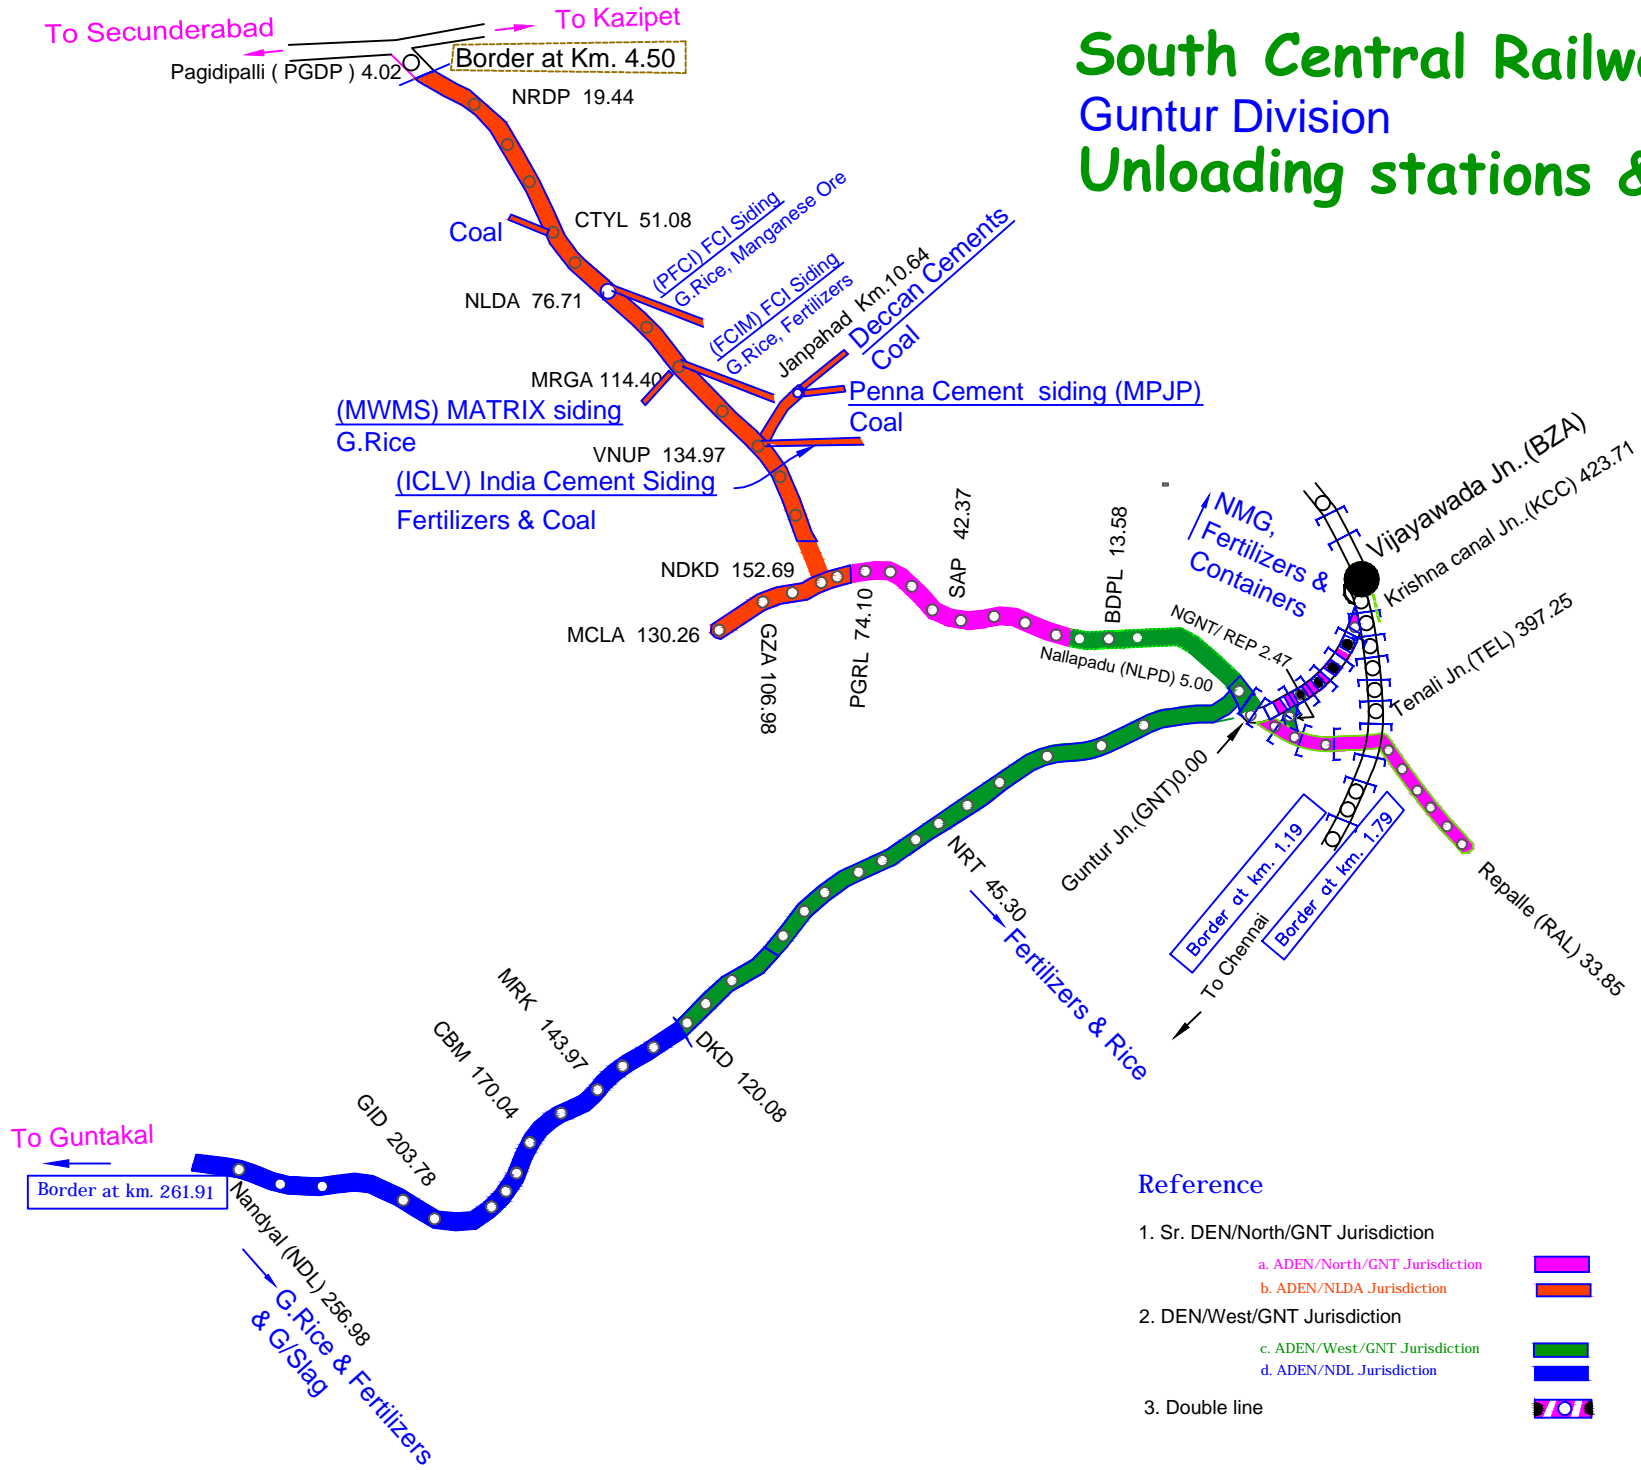 To Secunderabad
To Kazipet
Pagidipalli ( PGDP ) 4.02
Border at Km. 4.50
South Central Railw
Guntur Division
Unloading stations &
NRDP 19.44
CTYL 51.08
Coal
(PFCI) FCI Siding
G.Rice, Manganese Ore
NLDA 76.71
(FCIM) FCI Siding
G.Rice, Fertilizers
Janpahad Km.10.64
Deccan Cements
Coal
MRGA 114.40
(MWMS) MATRIX siding
G.Rice
Penna Cement siding (MPJP)
Coal
VNUP 134.97
(ICLV) India Cement Siding
Fertilizers & Coal
NDKD 152.69
MCLA 130.26
GZA 106.98
PGRL 74.10
SAP 42.37
BDPL 13.58
NMG,
Fertilizers &
Containers
Vijayawada Jn..(BZA)
Krishna canal Jn..(KCC) 423.71
Tenali Jn.(TEL) 397.25
NGNT/ REP 2.47
Nallapadu (NLPD) 5.00
Guntur Jn.(GNT)0.00
Border at km. 1.19
Border at km. 1.79
To Chennai
Repalle (RAL) 33.85
NRT 45.30
Fertilizers & Rice
MRK 143.97
CBM 170.04
DKD 120.08
GID 203.78
To Guntakal
Border at km. 261.91
Nandyal (NDL) 256.98
G.Rice & Fertilizers
& G/Slag
Reference
1. Sr. DEN/North/GNT Jurisdiction
a. ADEN/North/GNT Jurisdiction
b. ADEN/NLDA Jurisdiction
2. DEN/West/GNT Jurisdiction
c. ADEN/West/GNT Jurisdiction
d. ADEN/NDL Jurisdiction
3. Double line